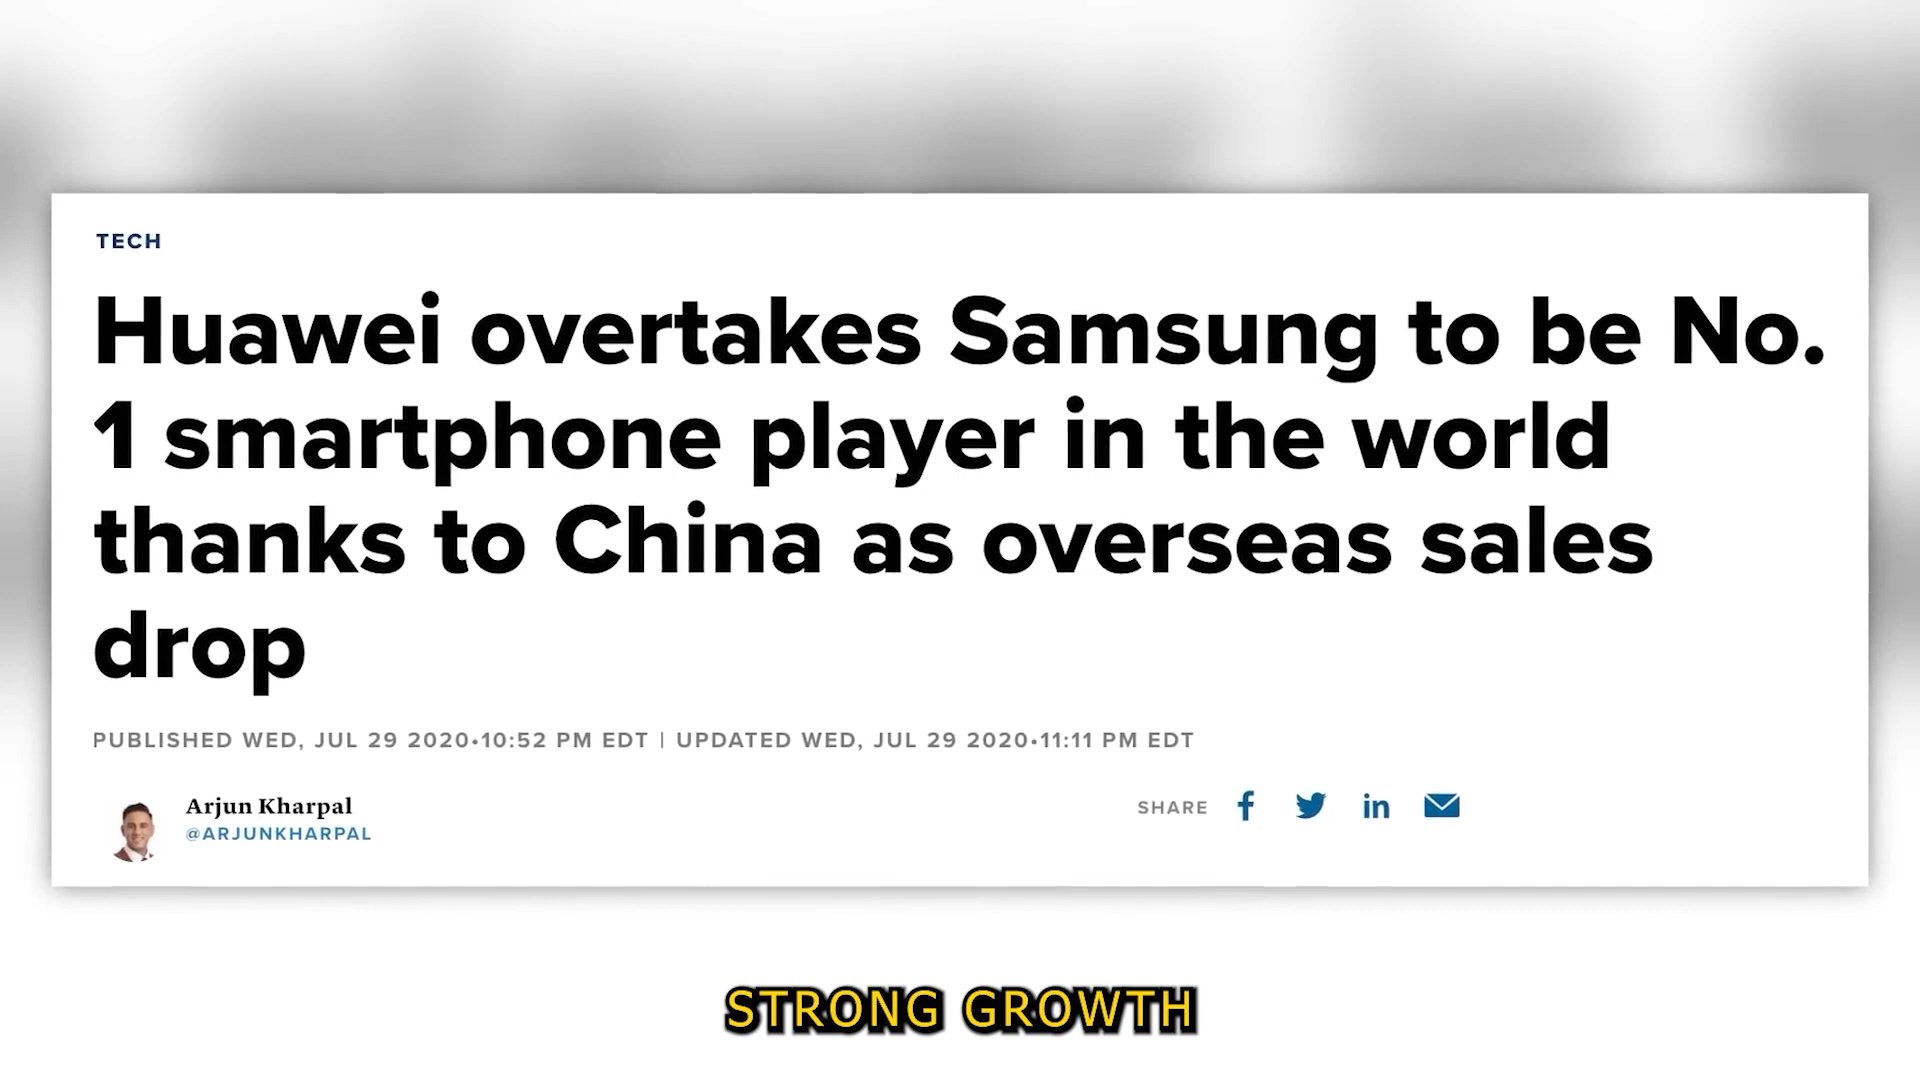 TECH
Huawei overtakes Samsung to be No.
1 smartphone player in the world
thanks to China as overseas sales
drop
PUBLISHED WED, JUL 29 2020•10:52 PM EDT | UPDATED WED, JUL 29 2020•11:11 PM EDT
Arjun Kharpal
@ARJUNKHARPAL
SHARE
STRONG GROWTH